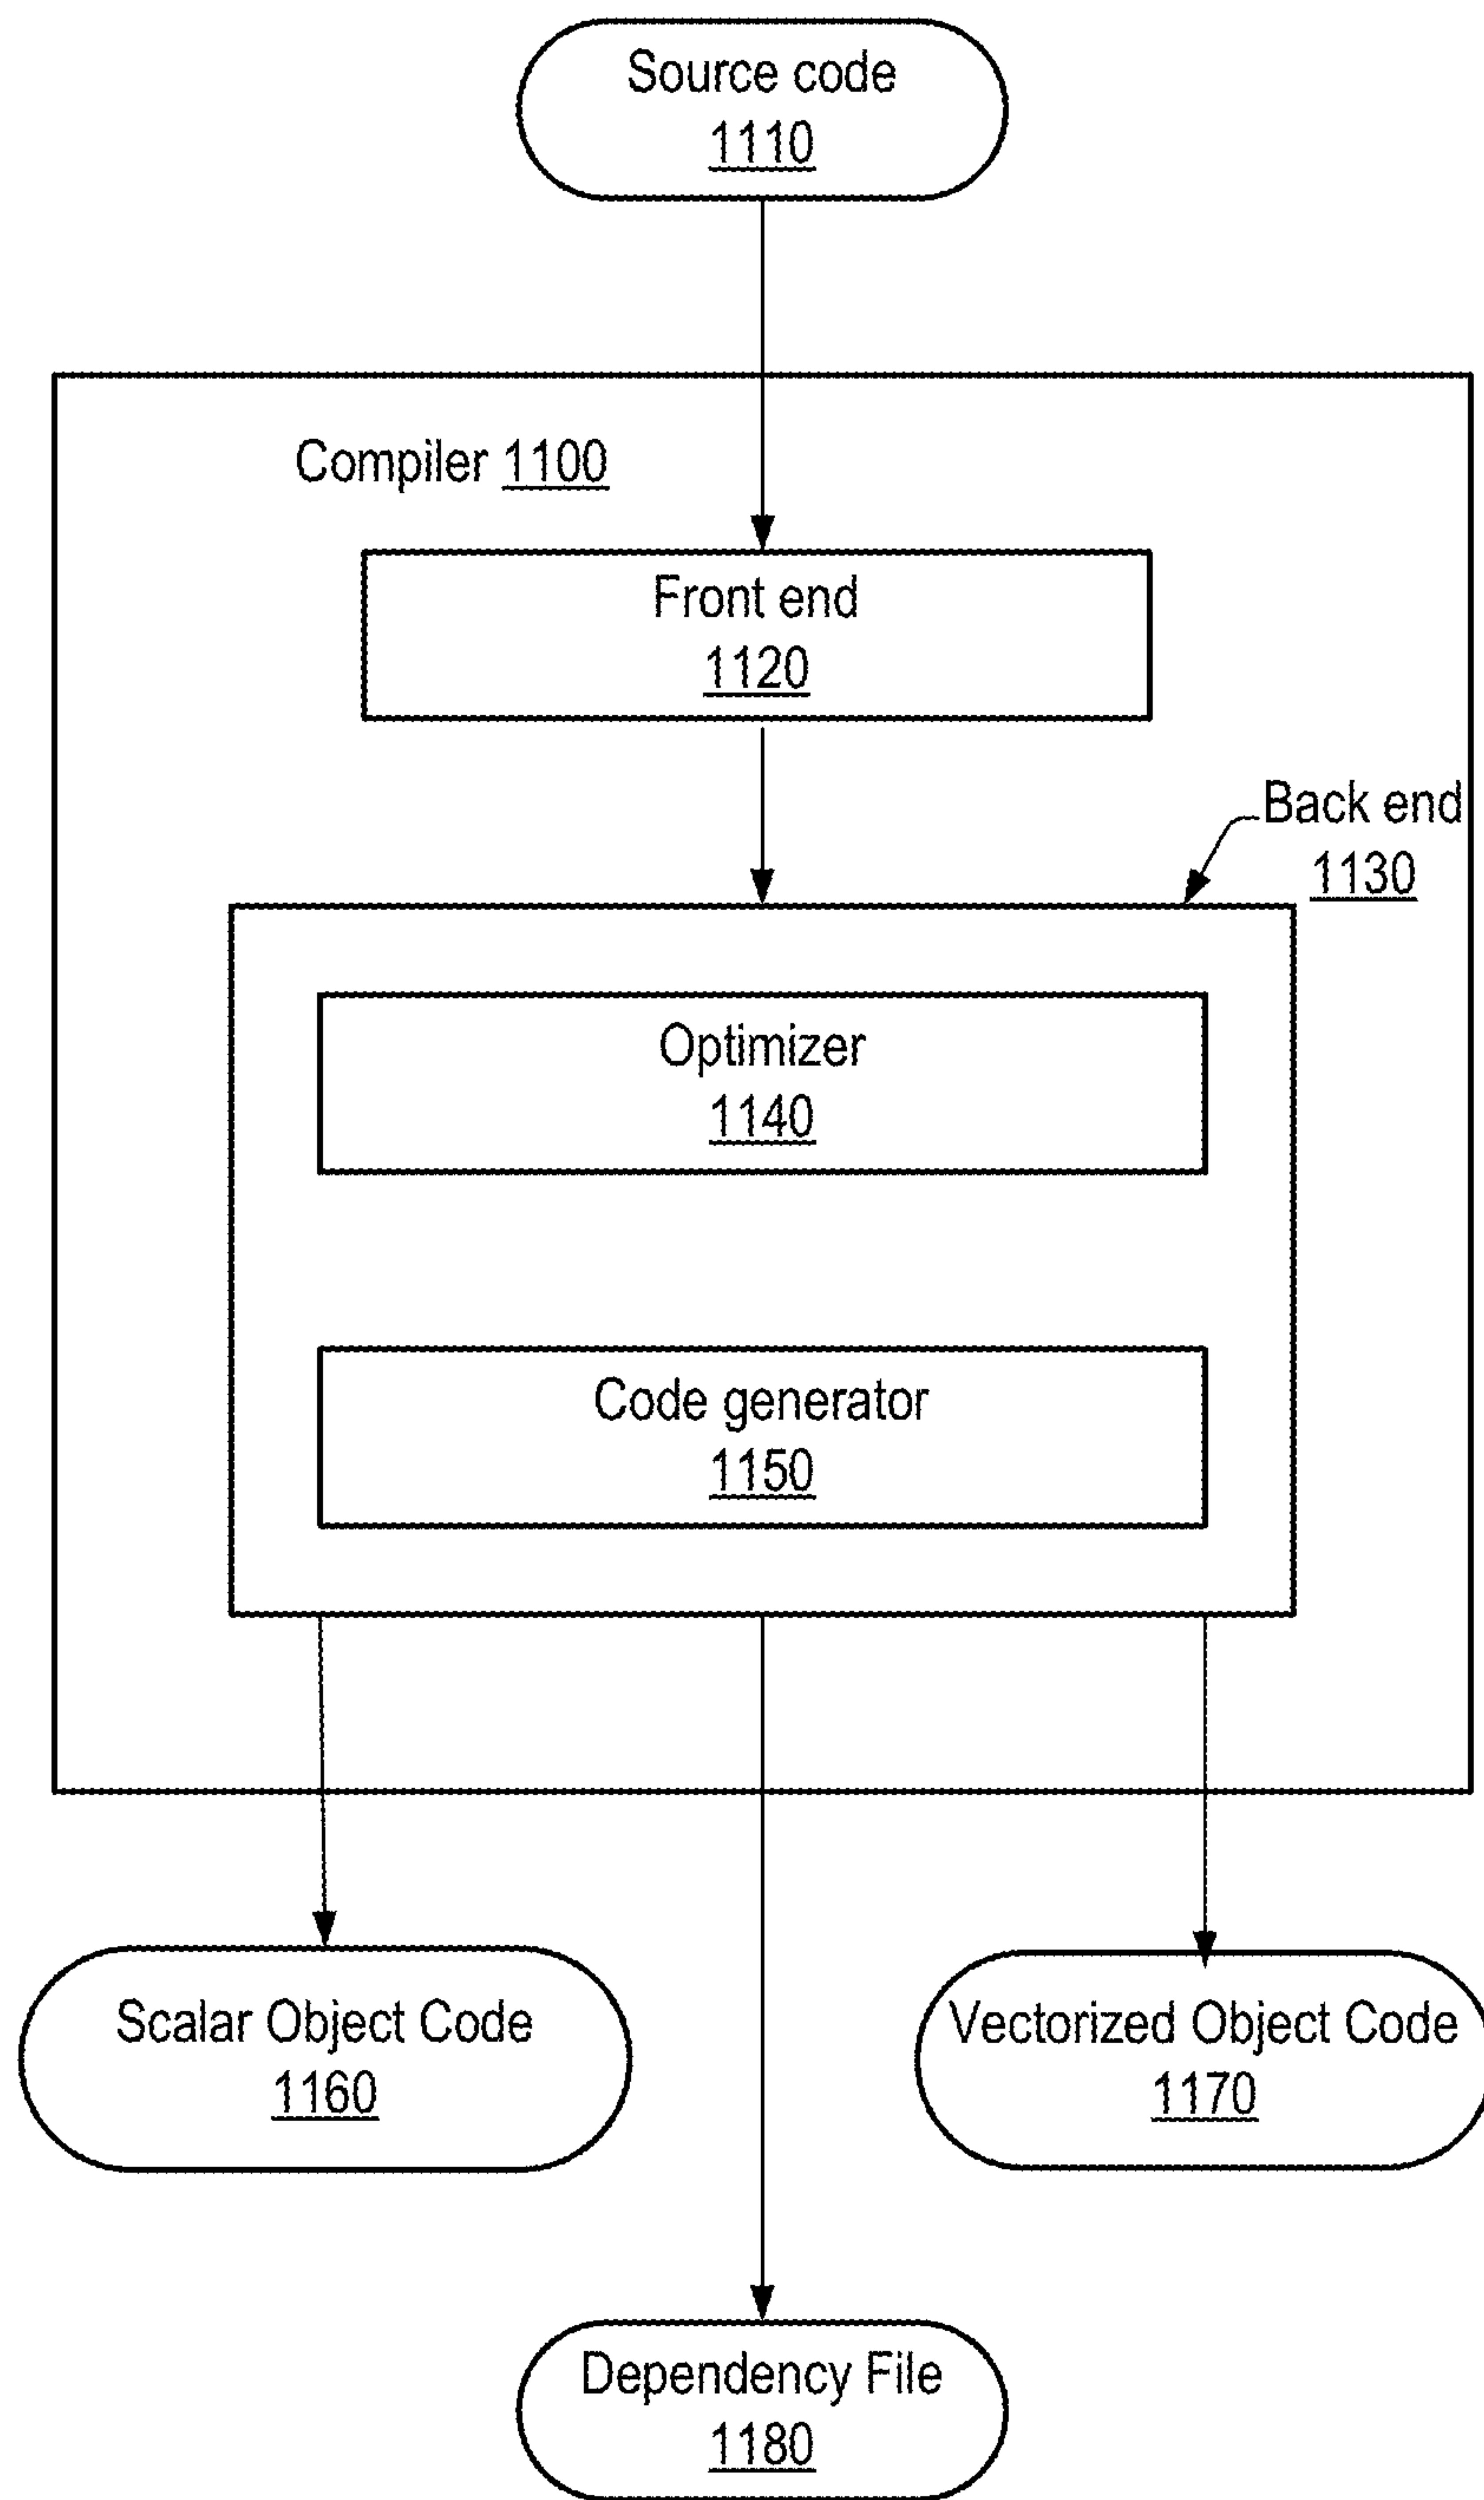 Source code
1110
Compiler 1100
Front end
1120
Back end
1130
Optimizer
1140
Code generator
1150
Scalar Object Code
1160
Vectorized Object Code
1170
Dependency File
1180